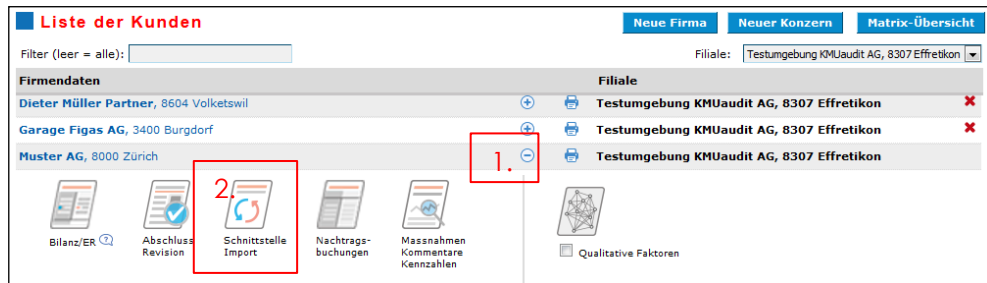 Liste der Kunden
Neue Firma Neuer Konzern Matrix-Übersicht
Filter (leer = alle): Filiale: Testumgebung KMUaudit AG, 8307 Effretikon
Firmendaten Filiale
Dieter Müller Partner, 8604 Volketswil Testumgebung KMUaudit AG, 8307 Effretikon
Garage Figas AG, 3400 Burgdorf Testumgebung KMUaudit AG, 8307 Effretikon
Muster AG, 8000 Zürich 1. Testumgebung KMUaudit AG, 8307 Effretikon
2.
Bilanz/ER ? Abschluss Schnittstelle Nachtrags- Massnahmen Qualitative Faktoren
Revision Import buchungen Kommentare
Kennzahlen